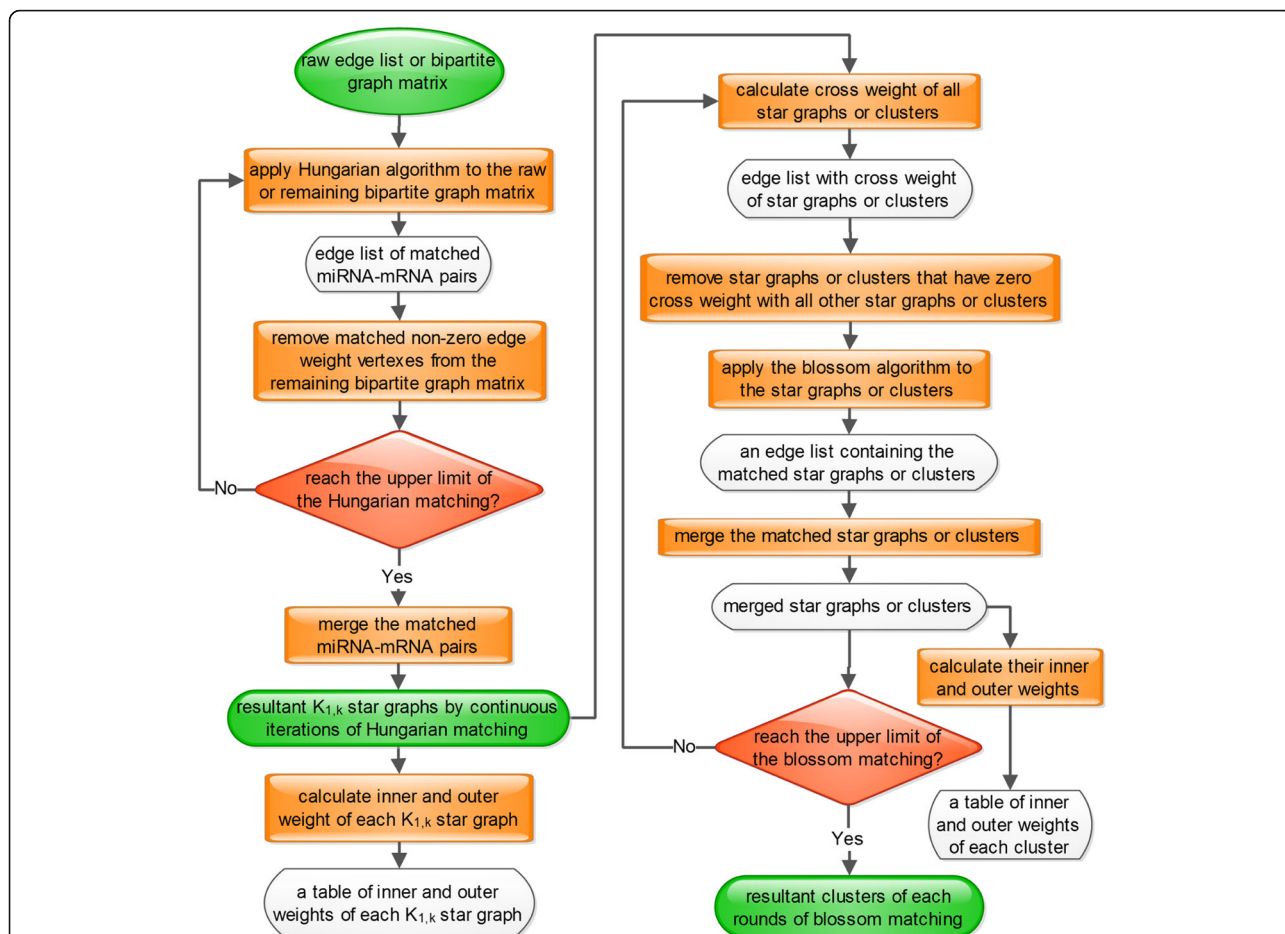 raw edge list or bipartite
graph matrix
apply Hungarian algorithm to the raw
or remaining bipartite graph matrix
edge list of matched
miRNA-mRNA pairs
remove matched non-zero edge
weight vertexes from the
remaining bipartite graph matrix
reach the upper limit of
the Hungarian matching?
No
Yes
merge the matched
miRNA-mRNA pairs
resultant K1,k star graphs by continuous
iterations of Hungarian matching
calculate inner and outer
weight of each K1,k star graph
a table of inner and outer
weights of each K1,k star graph
calculate cross weight of all
star graphs or clusters
edge list with cross weight
of star graphs or clusters
remove star graphs or clusters that have zero
cross weight with all other star graphs or clusters
apply the blossom algorithm to
the star graphs or clusters
an edge list containing the
matched star graphs or clusters
merge the matched star graphs or clusters
merged star graphs or clusters
calculate their inner
and outer weights
reach the upper limit of
the blossom matching?
No
a table of inner
and outer weights
of each cluster
Yes
resultant clusters of each
rounds of blossom matching